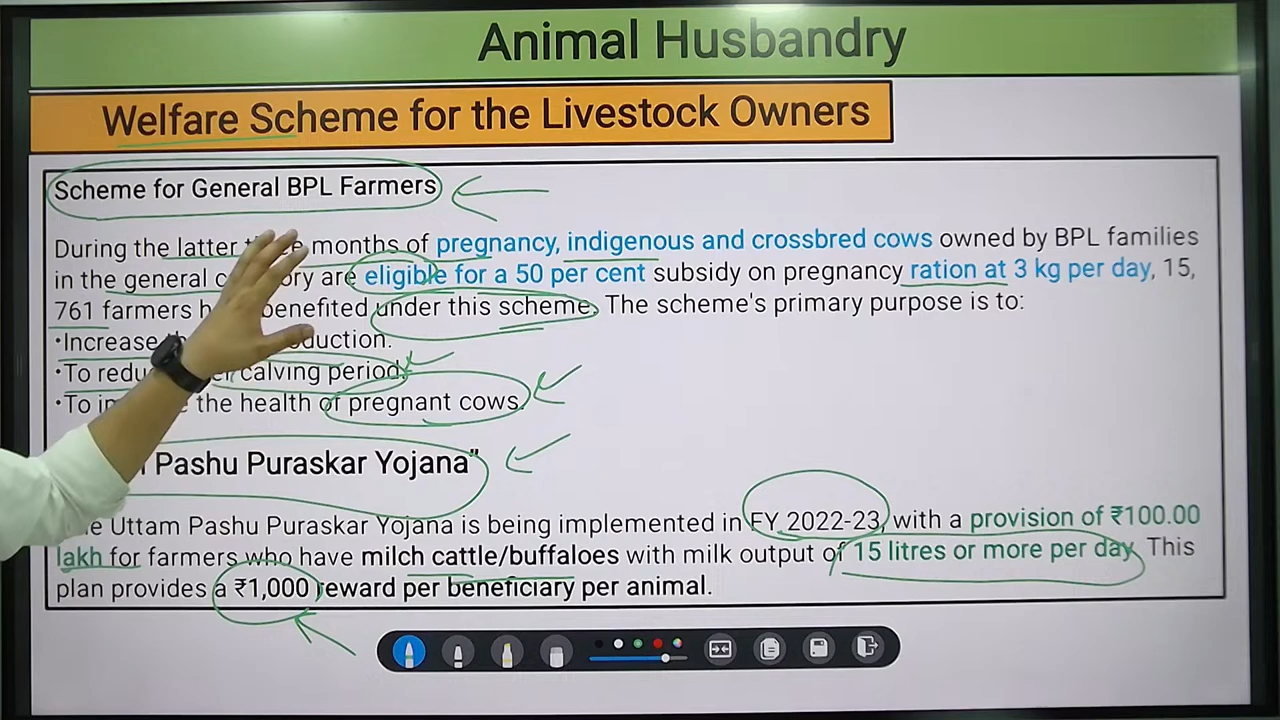 Animal Husbandry
Welfare Scheme for the Livestock Owners
Scheme for General BPL Farmers
During the latter months of pregnancy, indigenous and crossbred cows owned by BPL families
in the general are eligible for a 50 per cent subsidy on pregnancy ration at 3 kg per day, 15,
761 farmers benefited under this scheme. The scheme's primary purpose is to:
•Increase
•To calving period.
•To the health of pregnant cows.
Pashu Puraskar Yojana"
Uttam Pashu Puraskar Yojana is being implemented in FY 2022-23, with a provision of ₹100.00
lakh for farmers who have milch cattle/buffaloes with milk output of 15 litres or more per day. This
plan provides a ₹1,000 reward per beneficiary per animal.